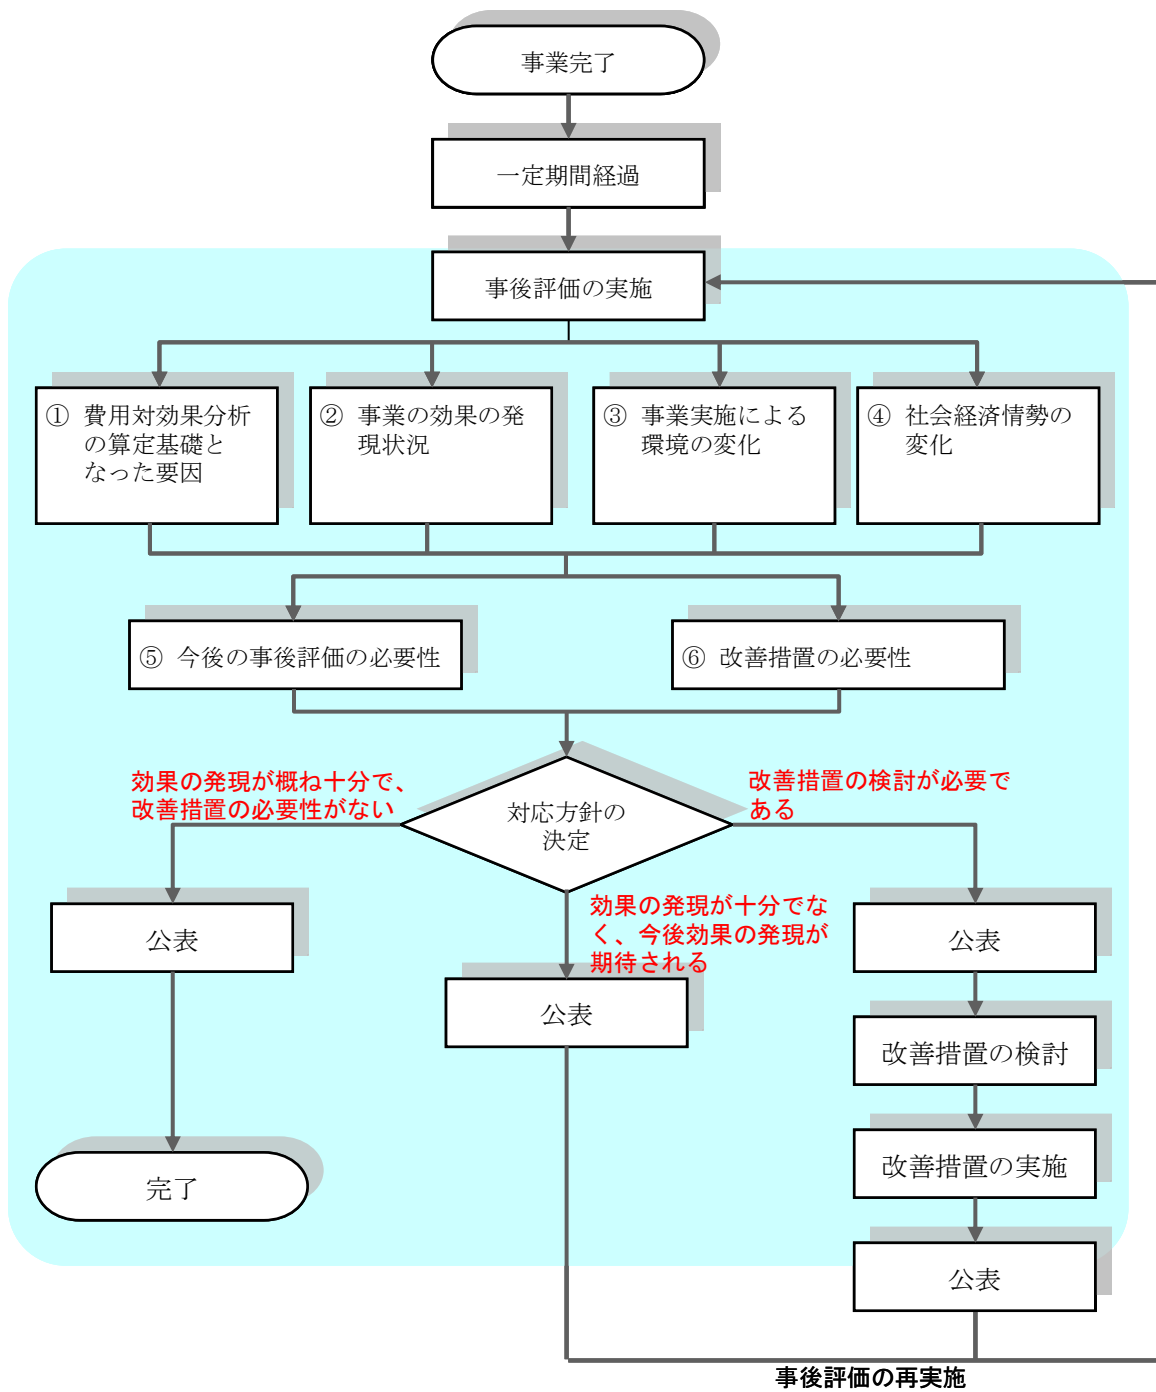 事業完了
一定期間経過
事後評価の実施
① 費用対効果分析
の算定基礎と
なった要因
② 事業の効果の発
現状況
③ 事業実施による
環境の変化
④ 社会経済情勢の
変化
⑤ 今後の事後評価の必要性
⑥ 改善措置の必要性
効果の発現が概ね十分で、
改善措置の必要性がない
対応方針の
決定
改善措置の検討が必要で
ある
効果の発現が十分でな
く、今後効果の発現が
期待される
公表
公表
公表
改善措置の検討
改善措置の実施
完了
公表
事後評価の再実施